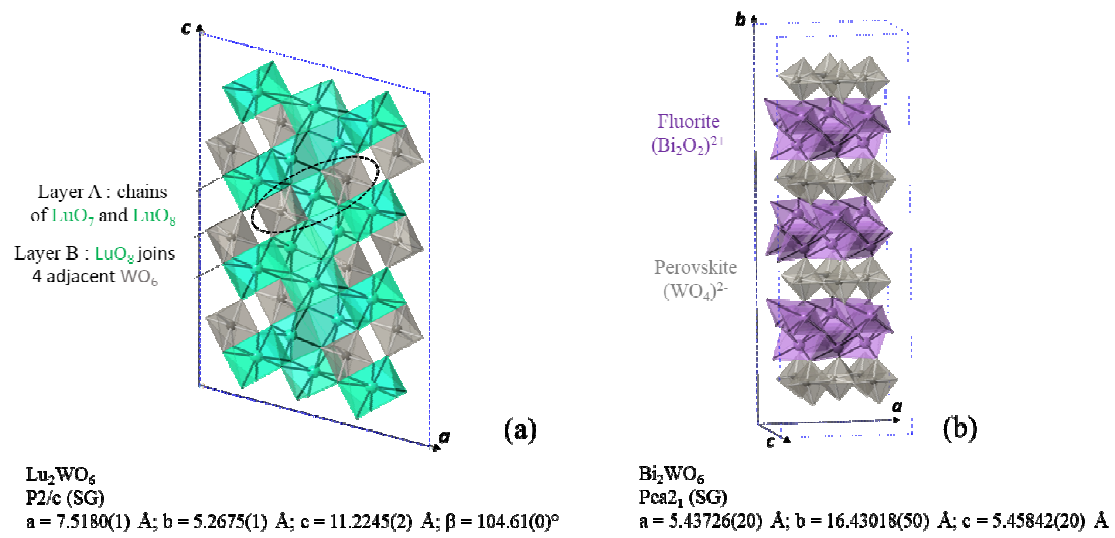 c
Layer A : chains
of LuO7 and LuO8
Layer B : LuO8 joins
4 adjacent WO6
a
(a)
Lu2WO6
P2/c (SG)
a = 7.5180(1) Å; b = 5.2675(1) Å; c = 11.2245(2) Å; β = 104.61(0)°
b
Fluorite
(Bi2O2)2+
Perovskite
(WO4)2-
a
c
(b)
Bi2WO6
Pca21 (SG)
a = 5.43726(20) Å; b = 16.43018(50) Å; c = 5.45842(20) Å